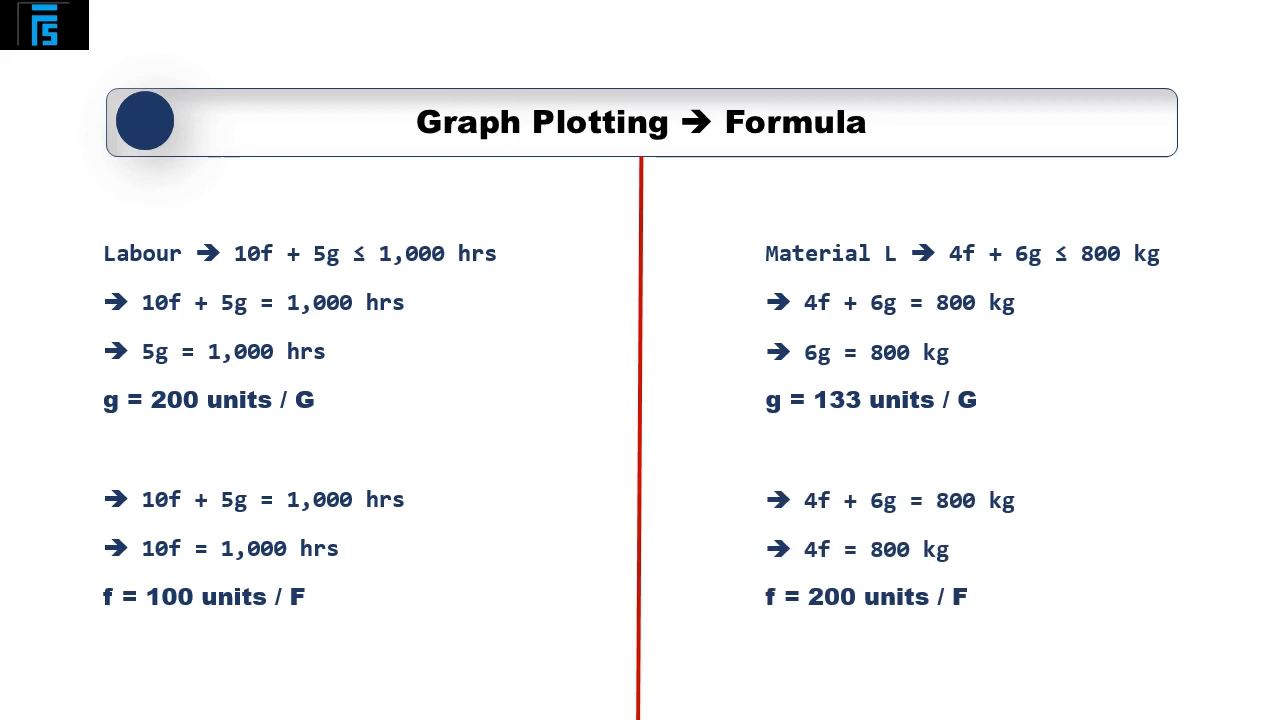 Graph Plotting ➔ Formula
Labour ➔ 10f + 5g ≤ 1,000 hrs
➔ 10f + 5g = 1,000 hrs
➔ 5g = 1,000 hrs
g = 200 units / G
➔ 10f + 5g = 1,000 hrs
➔ 10f = 1,000 hrs
f = 100 units / F
Material L ➔ 4f + 6g ≤ 800 kg
➔ 4f + 6g = 800 kg
➔ 6g = 800 kg
g = 133 units / G
➔ 4f + 6g = 800 kg
➔ 4f = 800 kg
f = 200 units / F